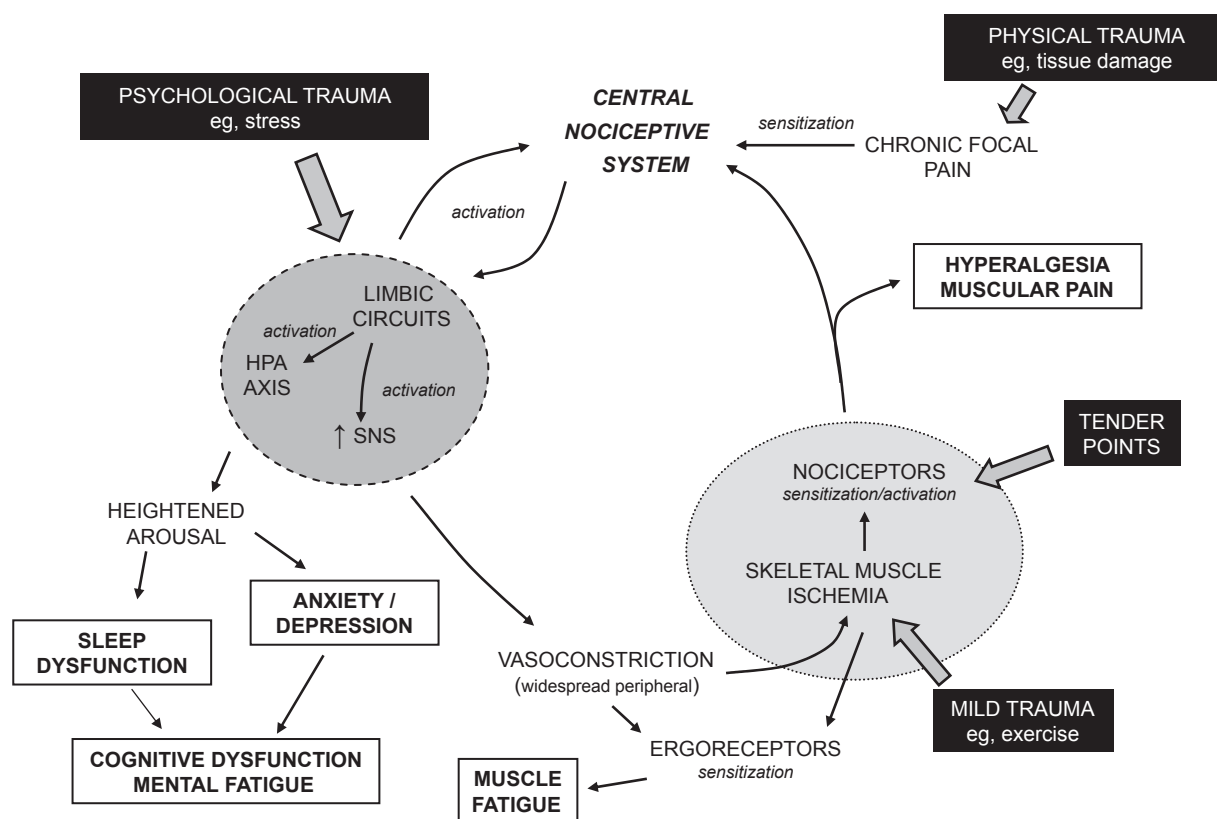 PHYSICAL TRAUMA
eg, tissue damage
PSYCHOLOGICAL TRAUMA
eg, stress
CENTRAL
NOCICEPTIVE
SYSTEM
sensitization
CHRONIC FOCAL
PAIN
activation
HYPERALGESIA
MUSCULAR PAIN
LIMBIC
CIRCUITS
activation
HPA
AXIS
activation
↑ SNS
TENDER
POINTS
NOCICEPTORS
sensitization/activation
HEIGHTENED
AROUSAL
SKELETAL MUSCLE
ISCHEMIA
ANXIETY /
DEPRESSION
SLEEP
DYSFUNCTION
VASOCONSTRICTION
(widespread peripheral)
MILD TRAUMA
eg, exercise
ERGORECEPTORS
sensitization
COGNITIVE DYSFUNCTION
MENTAL FATIGUE
MUSCLE
FATIGUE